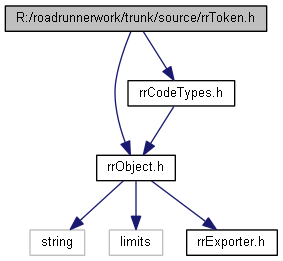 R:/roadrunnerwork/trunk/source/rrToken.h
rrCodeTypes.h
rrObject.h
string
limits
rrExporter.h